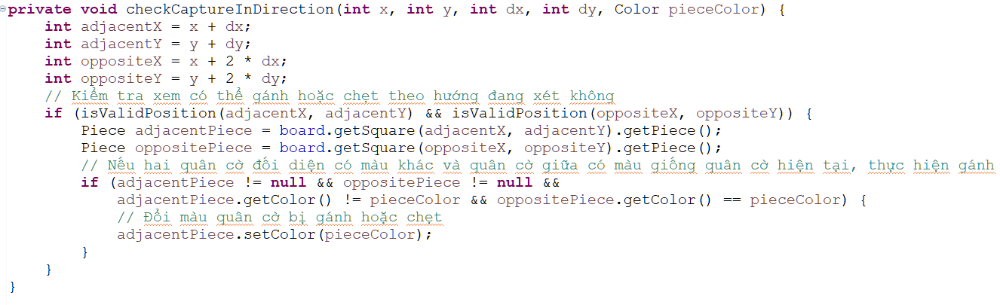 private void checkCaptureInDirection(int x, int y, int dx, int dy, Color pieceColor) {
    int adjacentX = x + dx;
    int adjacentY = y + dy;
    int oppositeX = x + 2 * dx;
    int oppositeY = y + 2 * dy;
    // Kiểm tra xem có thể gánh hoặc chẹt theo hướng đang xét không
    if (isValidPosition(adjacentX, adjacentY) && isValidPosition(oppositeX, oppositeY)) {
        Piece adjacentPiece = board.getSquare(adjacentX, adjacentY).getPiece();
        Piece oppositePiece = board.getSquare(oppositeX, oppositeY).getPiece();
        // Nếu hai quân cờ đối diện có màu khác và quân cờ giữa có màu giống quân cờ hiện tại, thực hiện gánh
        if (adjacentPiece != null && oppositePiece != null &&
            adjacentPiece.getColor() != pieceColor && oppositePiece.getColor() == pieceColor) {
            // Đổi màu quân cờ bị gánh hoặc chẹt
            adjacentPiece.setColor(pieceColor);
        }
    }
}